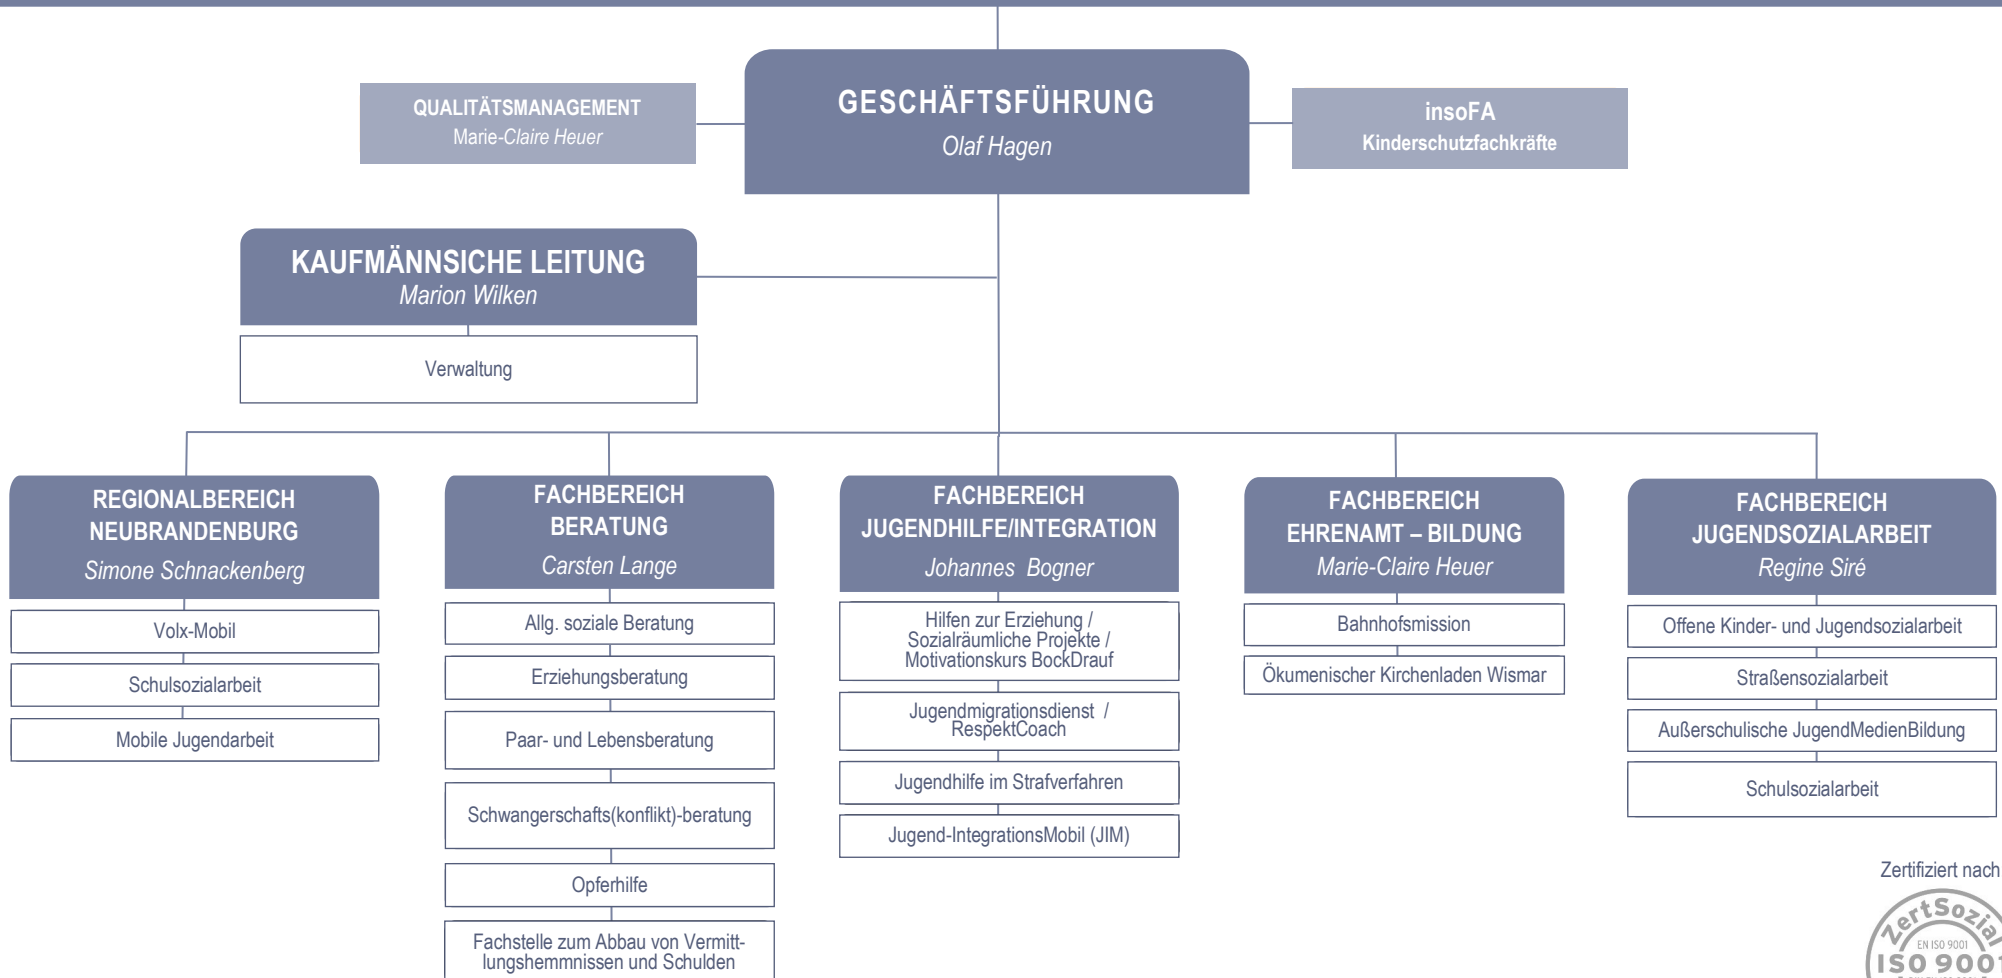 GESCHÄFTSFÜHRUNG
Olaf Hagen
QUALITÄTSMANAGEMENT
Marie-Claire Heuer
insoFA
Kinderschutzfachkräfte
KAUFMÄNNSICHE LEITUNG
Marion Wilken
Verwaltung
REGIONALBEREICH
NEUBRANDENBURG
Simone Schnackenberg
Volx-Mobil
Schulsozialarbeit
Mobile Jugendarbeit
FACHBEREICH
BERATUNG
Carsten Lange
Allg. soziale Beratung
Erziehungsberatung
Paar- und Lebensberatung
Schwangerschafts(konflikt)-beratung
Opferhilfe
Fachstelle zum Abbau von Vermitt-
lungshemmnissen und Schulden
FACHBEREICH
JUGENDHILFE/INTEGRATION
Johannes Bogner
Hilfen zur Erziehung /
Sozialräumliche Projekte /
Motivationskurs BockDrauf
Jugendmigrationsdienst /
RespektCoach
Jugendhilfe im Strafverfahren
Jugend-IntegrationsMobil (JIM)
FACHBEREICH
EHRENAMT – BILDUNG
Marie-Claire Heuer
Bahnhofsmission
Ökumenischer Kirchenladen Wismar
FACHBEREICH
JUGENDSOZIALARBEIT
Regine Siré
Offene Kinder- und Jugendsozialarbeit
Straßensozialarbeit
Außerschulische JugendMedienBildung
Schulsozialarbeit
Zertifiziert nach
ZertSozial
EN ISO 9001
ISO 9001